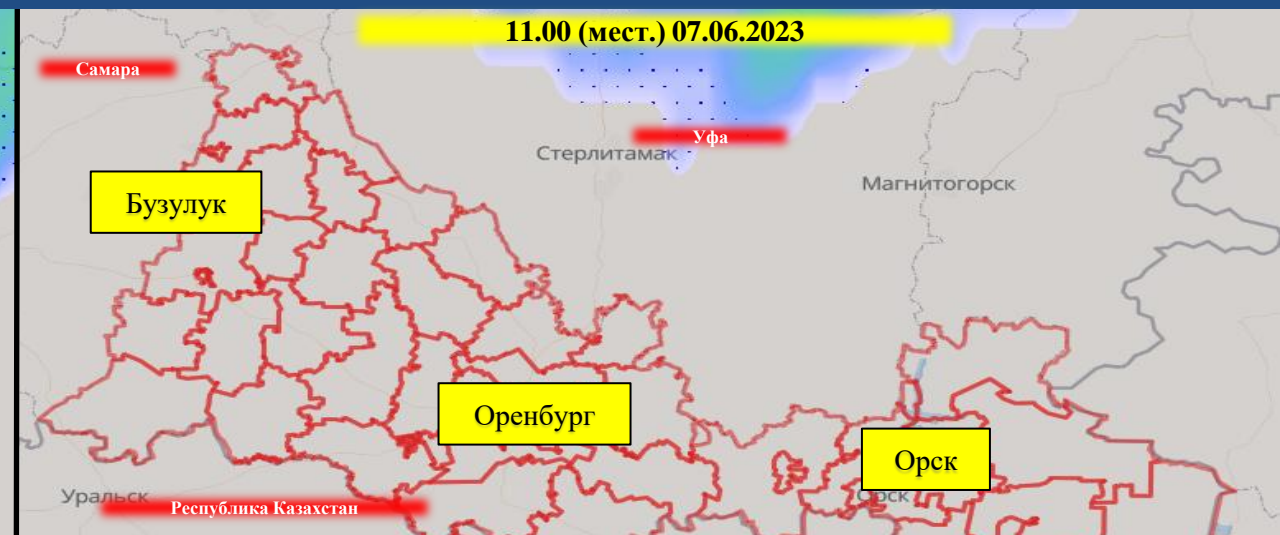 11.00 (мест.) 07.06.2023
Самара
Уфа
Стерлитамак
Магнитогорск
Бузулук
Оренбург
Орск
Уральск
Орск
Республика Казахстан